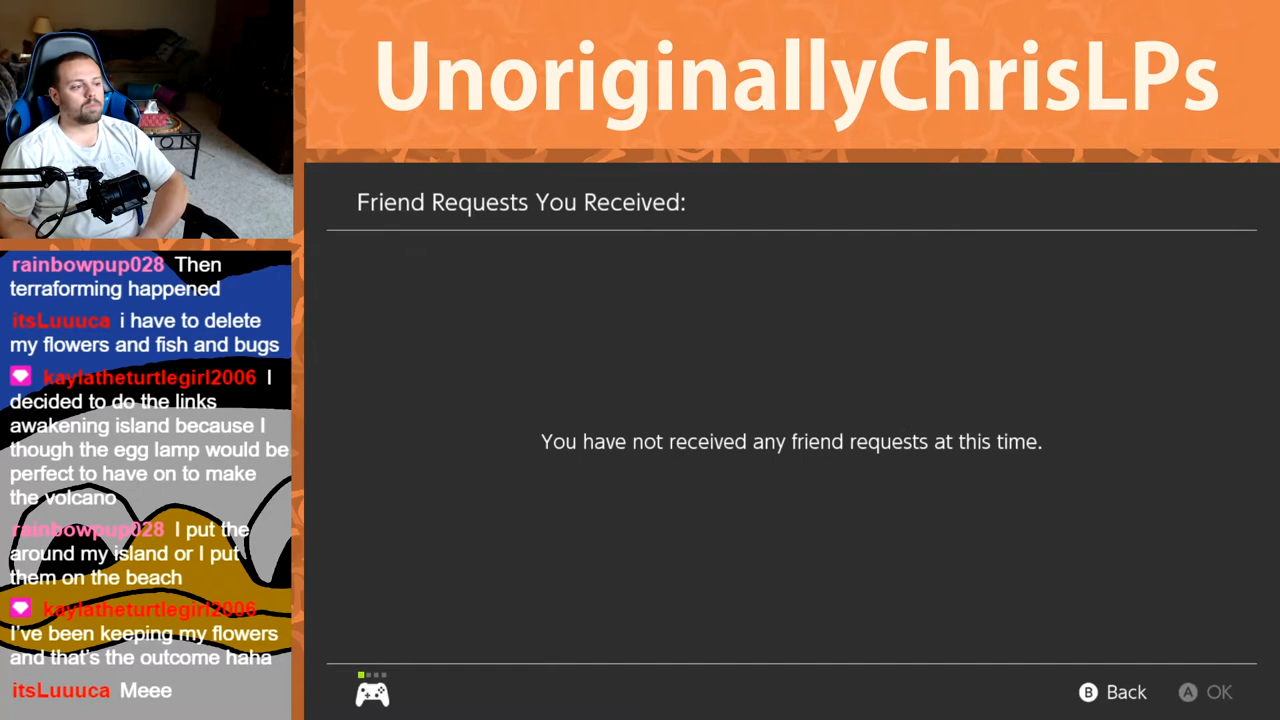 UnoriginallyChrisLPs
Friend Requests You Received:
You have not received any friend requests at this time.
B Back A OK
rainbowpup028 Then
terraforming happened
itsLuuuca i have to delete
my flowers and fish and bugs
kaylatheturtlegirl2006 I
decided to do the links
awakening island because I
though the egg lamp would be
perfect to have on to make
the volcano
rainbowpup028 I put the
around my island or I put
them on the beach
kaylatheturtlegirl2006
I've been keeping my flowers
and that's the outcome haha
itsLuuuca Meee